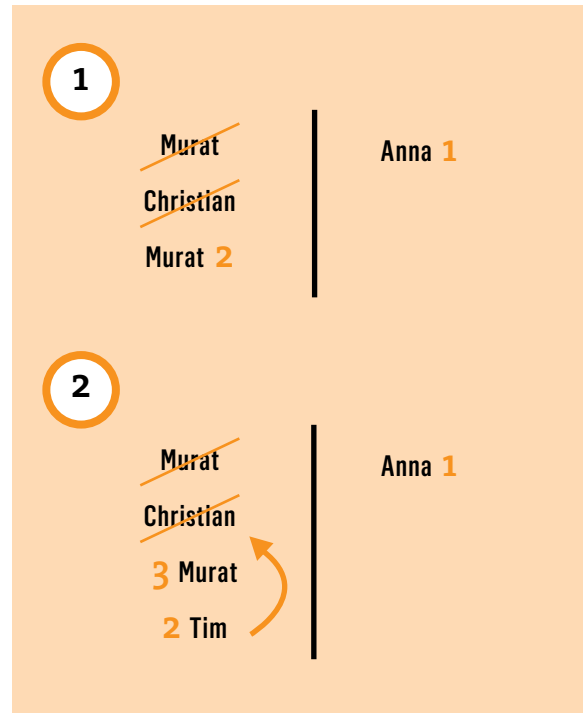 1
Murat
Anna 1
Christian
Murat 2
2
Murat
Anna 1
Christian
3 Murat
2 Tim